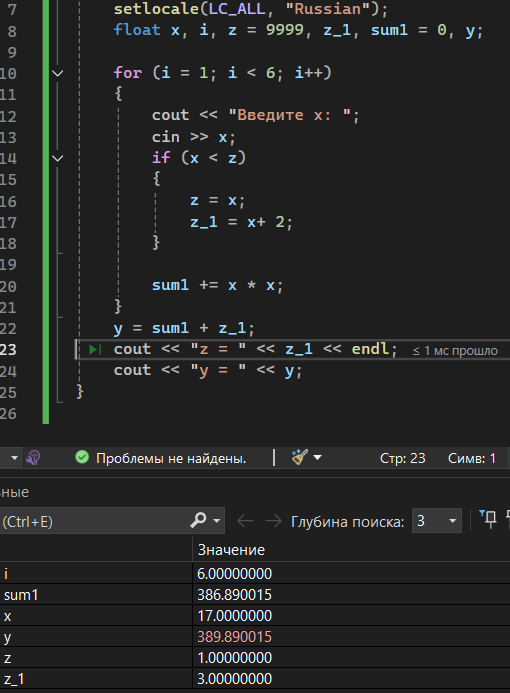 7 setlocale(LC_ALL, "Russian");
8 float x, i, z = 9999, z_1, sum1 = 0, y;
9
10 for (i = 1; i < 6; i++)
11 {
12 cout << "Введите x: ";
13 cin >> x;
14 if (x < z)
15 {
16 z = x;
17 z_1 = x+ 2;
18 }
19
20 sum1 += x * x;
21 }
22 y = sum1 + z_1;
23 cout << "z = " << z_1 << endl; ≤ 1 мс прошло
24 cout << "y = " << y;
25 }
26
Проблемы не найдены. Стр: 23 Симв: 1
ьные
(Ctrl+E) Глубина поиска: 3
Значение
i 6.00000000
sum1 386.890015
x 17.0000000
y 389.890015
z 1.00000000
z_1 3.00000000